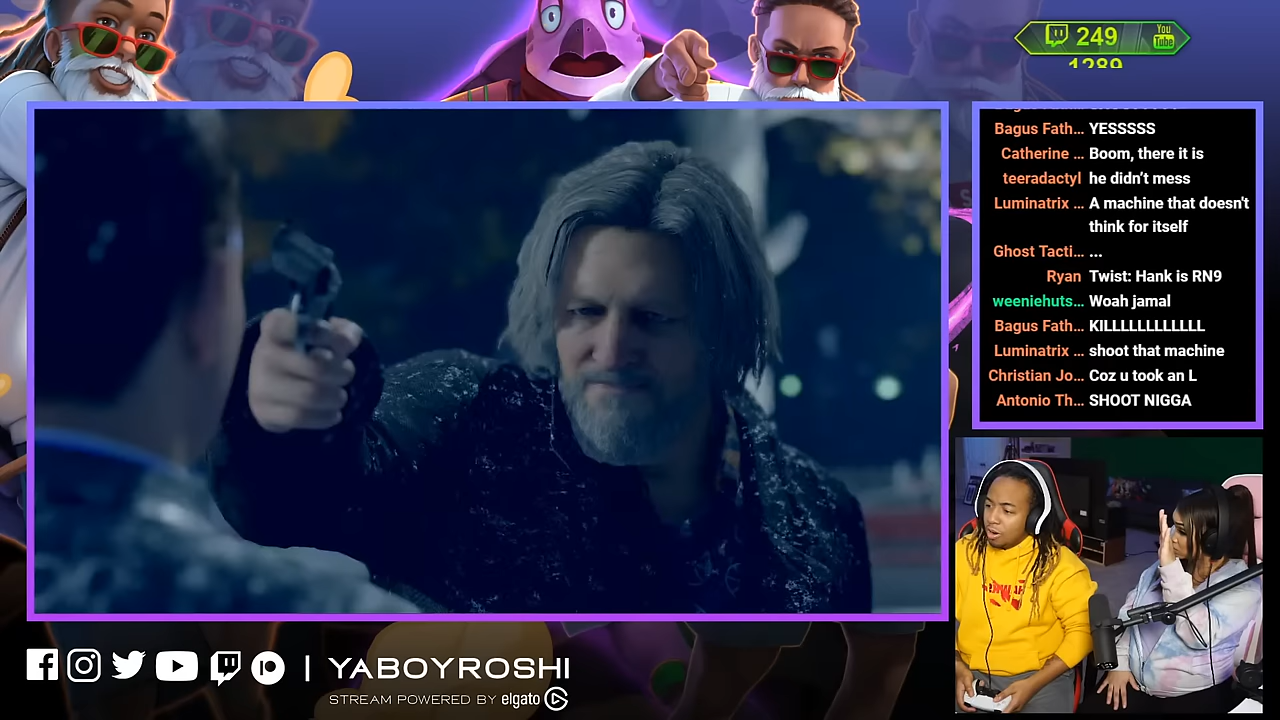 249
You
Tube
1289
Bagus Fath... YESSSSS
Catherine ... Boom, there it is
teeradactyl he didn't mess
Luminatrix ... A machine that doesn't
think for itself
Ghost Tacti... ...
Ryan Twist: Hank is RN9
weeniehuts... Woah jamal
Bagus Fath... KILLLLLLLLLLLL
Luminatrix ... shoot that machine
Christian Jo... Coz u took an L
Antonio Th... SHOOT NIGGA
| YABOYROSHI
STREAM POWERED BY elgato